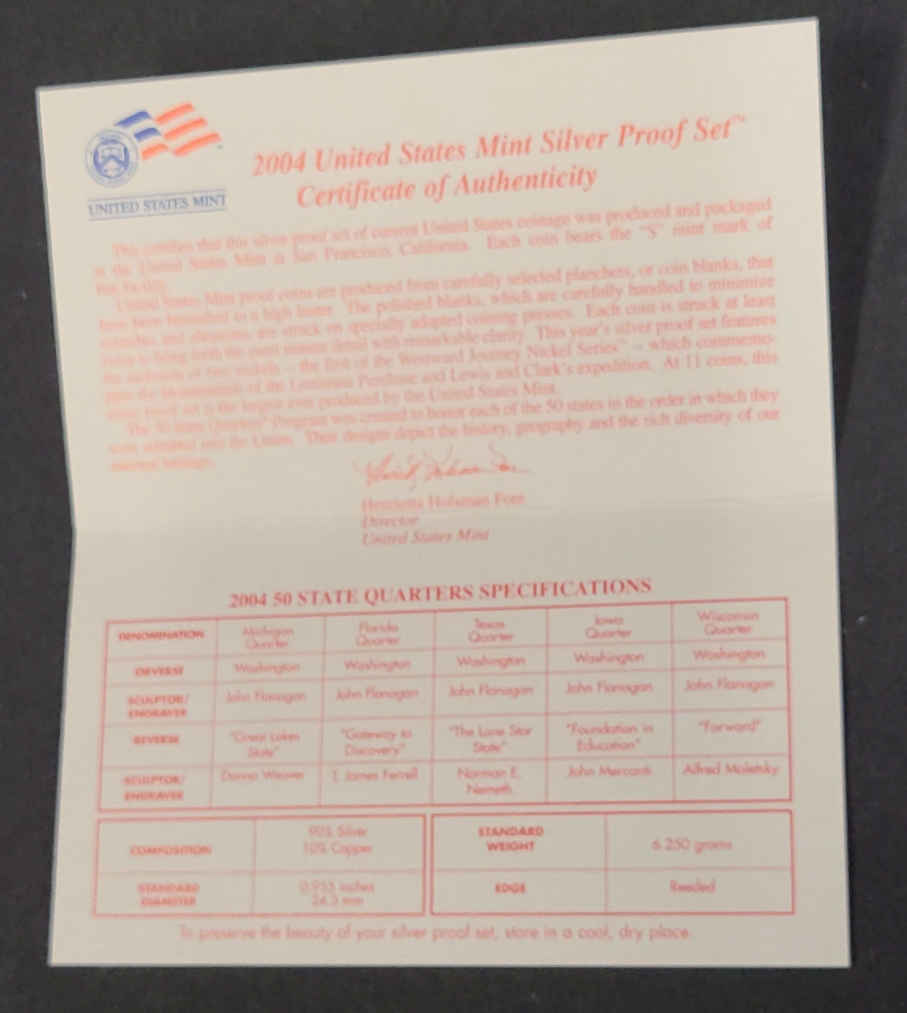 UNITED STATES MINT
2004 United States Mint Silver Proof Set™
Certificate of Authenticity
This certifies that this silver proof set of current United States coinage was produced and packaged
at the United States Mint at San Francisco, California. Each coin bears the "S" mint mark of
this facility.
United States Mint proof coins are produced from carefully selected planchets, or coin blanks, that
have been burnished to a high luster. The polished blanks, which are carefully handled to minimize
scratches and abrasions, are struck on specially adapted coining presses. Each coin is struck at least
twice to bring forth the most minute detail with remarkable clarity. This year's silver proof set features
the inclusion of two nickels – the first of the Westward Journey Nickel Series™ – which commemo-
rate the bicentennial of the Louisiana Purchase and Lewis and Clark's expedition. At 11 coins, this
silver proof set is the largest ever produced by the United States Mint.
The 50 State Quarters® Program was created to honor each of the 50 states in the order in which they
were admitted into the Union. Their designs depict the history, geography and the rich diversity of our
national heritage.
Henrietta Holsman Fore
Director
United States Mint
2004 50 STATE QUARTERS SPECIFICATIONS
DENOMINATION Michigan Quarter Florida Quarter Texas Quarter Iowa Quarter Wisconsin Quarter
OBVERSE Washington Washington Washington Washington Washington
SCULPTOR/ENGRAVER John Flanagan John Flanagan John Flanagan John Flanagan John Flanagan
REVERSE "Great Lakes State" "Gateway to Discovery" "The Lone Star State" "Foundation in Education" "Forward"
SCULPTOR/ENGRAVER Donna Weaver T. James Ferrell Norman E. Nemeth John Mercanti Alfred Maletsky
COMPOSITION 90% Silver 10% Copper STANDARD WEIGHT 6.250 grams
STANDARD DIAMETER 0.955 inches 24.3 mm EDGE Reeded
To preserve the beauty of your silver proof set, store in a cool, dry place.